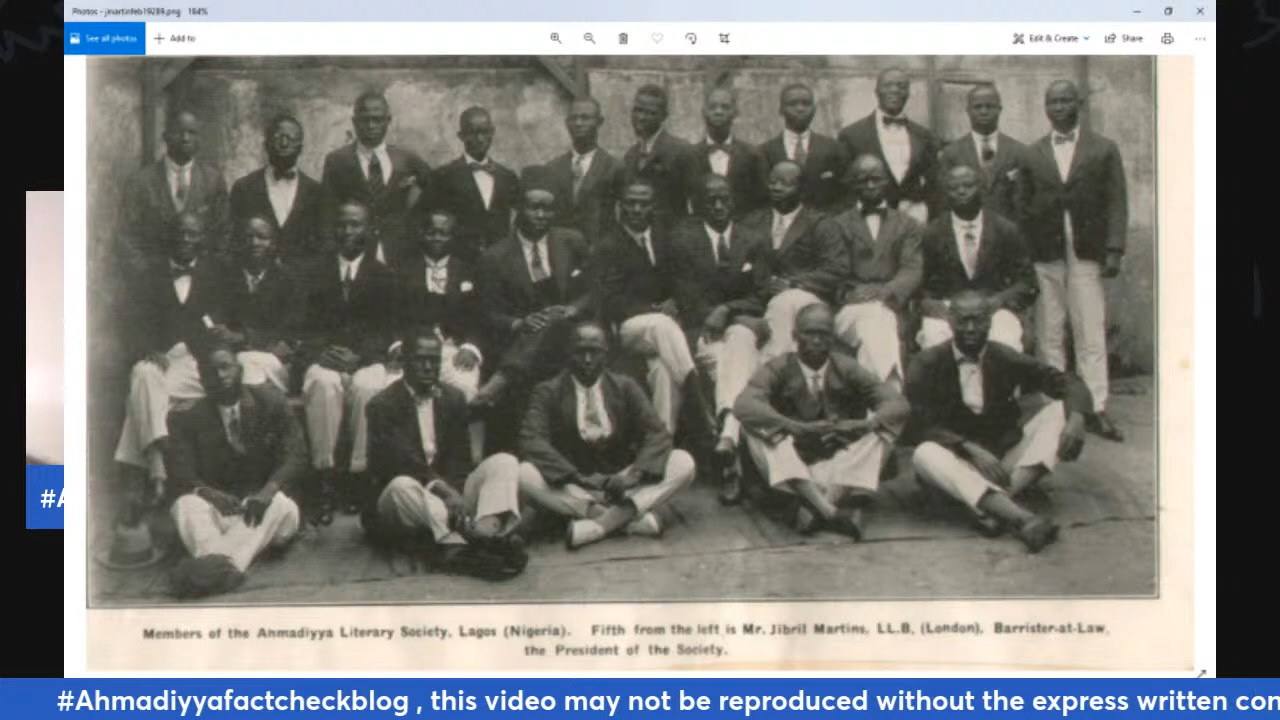 Photos - jmartinfeb19289.png 184%
See all photos
Add to
Edit & Create
Share
Members of the Ahmadiyya Literary Society, Lagos (Nigeria). Fifth from the left is Mr. Jibril Martins, LL.B, (London), Barrister-at-Law,
the President of the Society.
#A
#Ahmadiyyafactcheckblog , this video may not be reproduced without the express written con